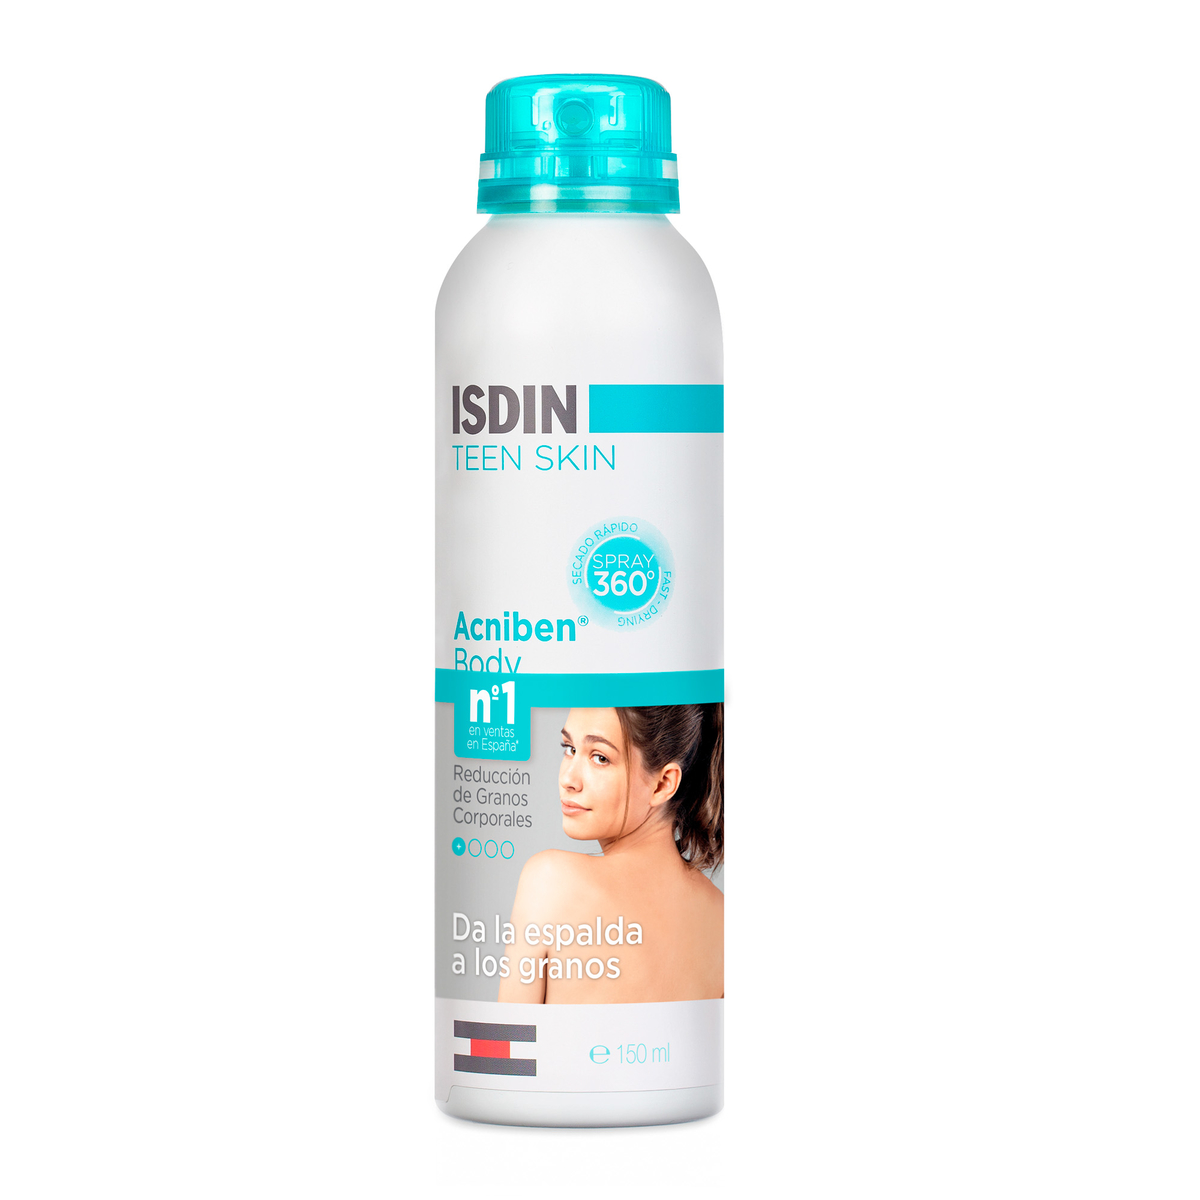 ISDIN
TEEN SKIN
SECADO RÁPIDO
SPRAY
360º
FAST - DRYING
Acniben®
Body
nº1
en ventas
en España*
Reducción
de Granos
Corporales
Da la espalda
a los granos
℮ 150 ml